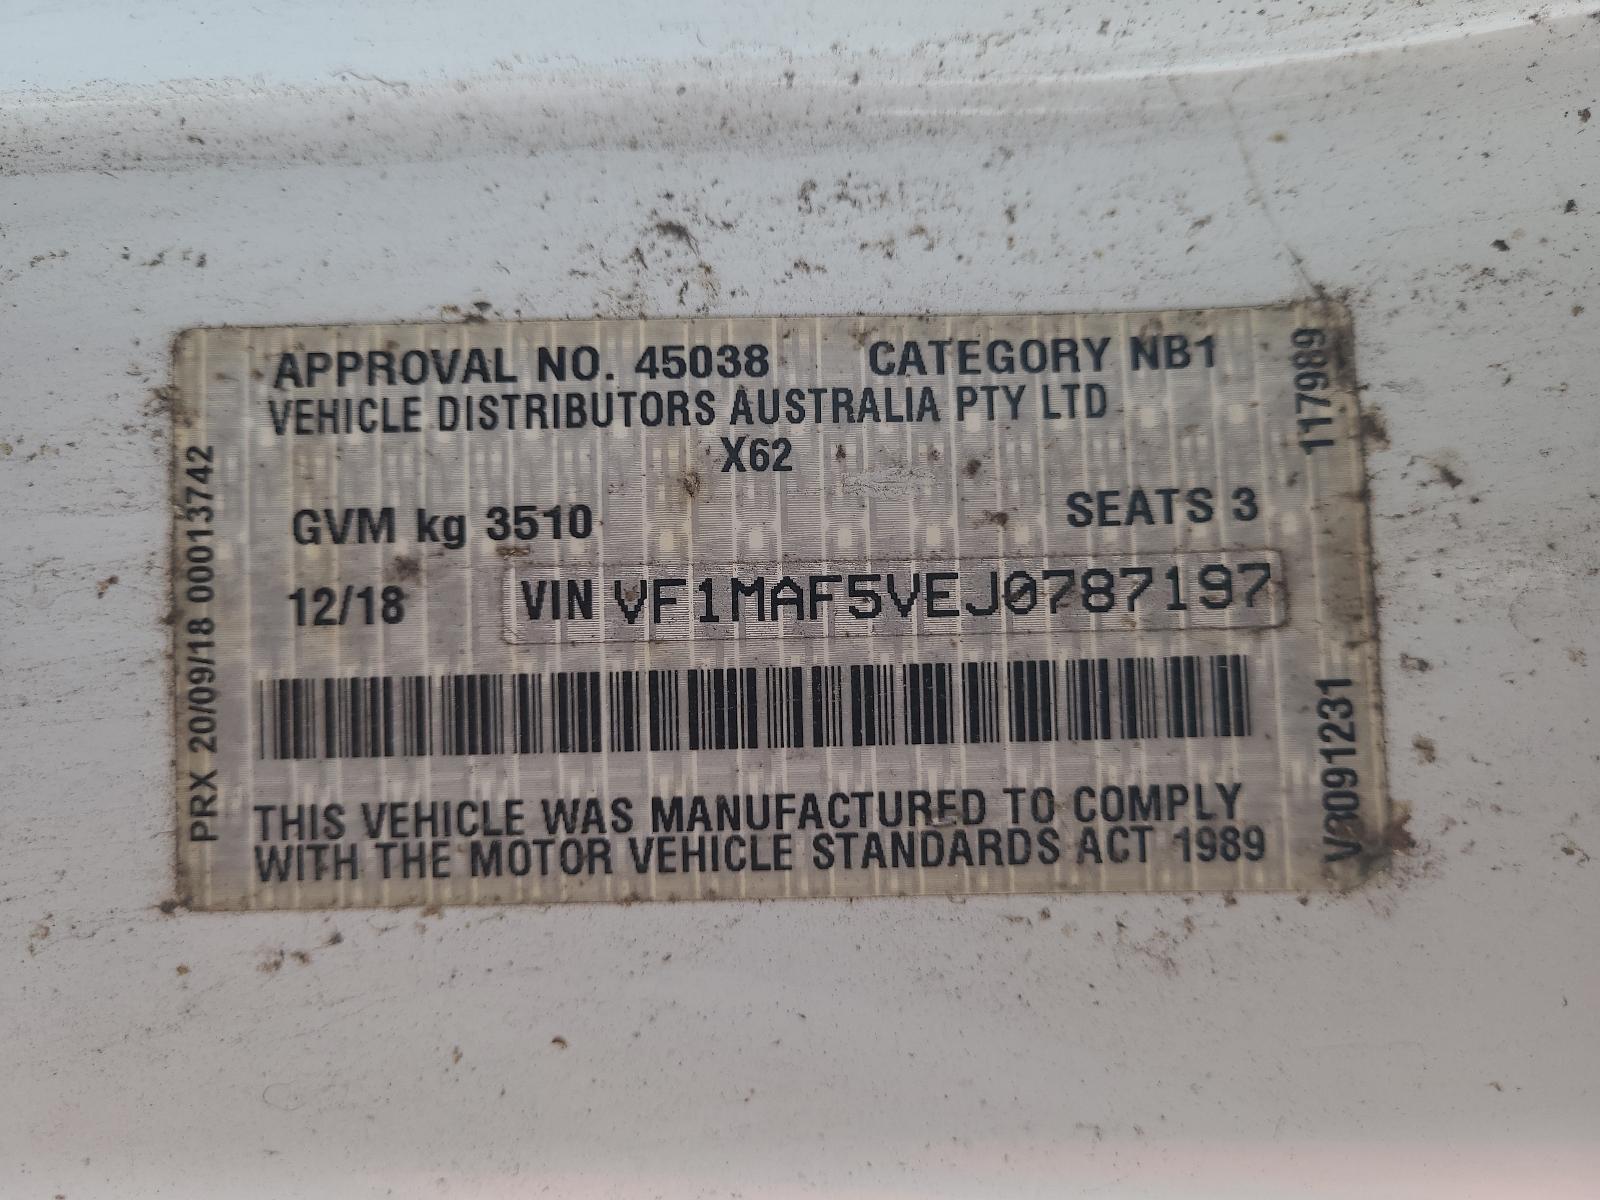 APPROVAL NO. 45038 CATEGORY NB1
VEHICLE DISTRIBUTORS AUSTRALIA PTY LTD
X62
GVM kg 3510 SEATS 3
12/18 VIN VF1MAF5VEJ0787197
THIS VEHICLE WAS MANUFACTURED TO COMPLY
WITH THE MOTOR VEHICLE STANDARDS ACT 1989
PRX 20/09/18 00013742
V3091231 117989